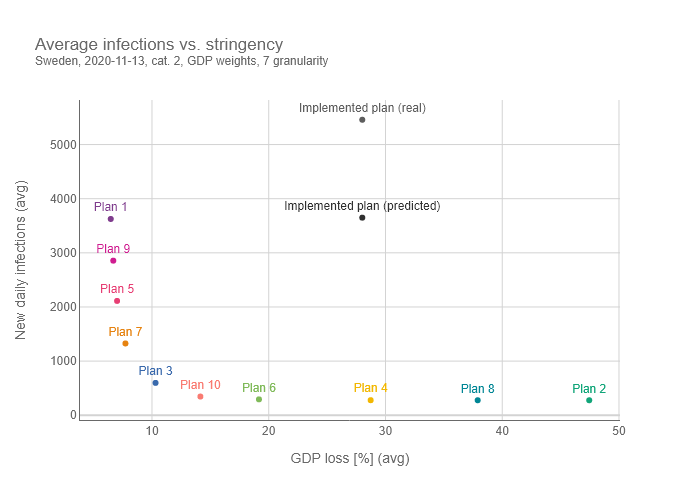 Average infections vs. stringency
Sweden, 2020-11-13, cat. 2, GDP weights, 7 granularity
Implemented plan (real)
5000
4000
Plan 1
Implemented plan (predicted)
3000
Plan 9
2000
Plan 5
Plan 7
1000
Plan 3
Plan 10
Plan 6
Plan 4
Plan 8
Plan 2
0
10
20
30
40
50
New daily infections (avg)
GDP loss [%] (avg)